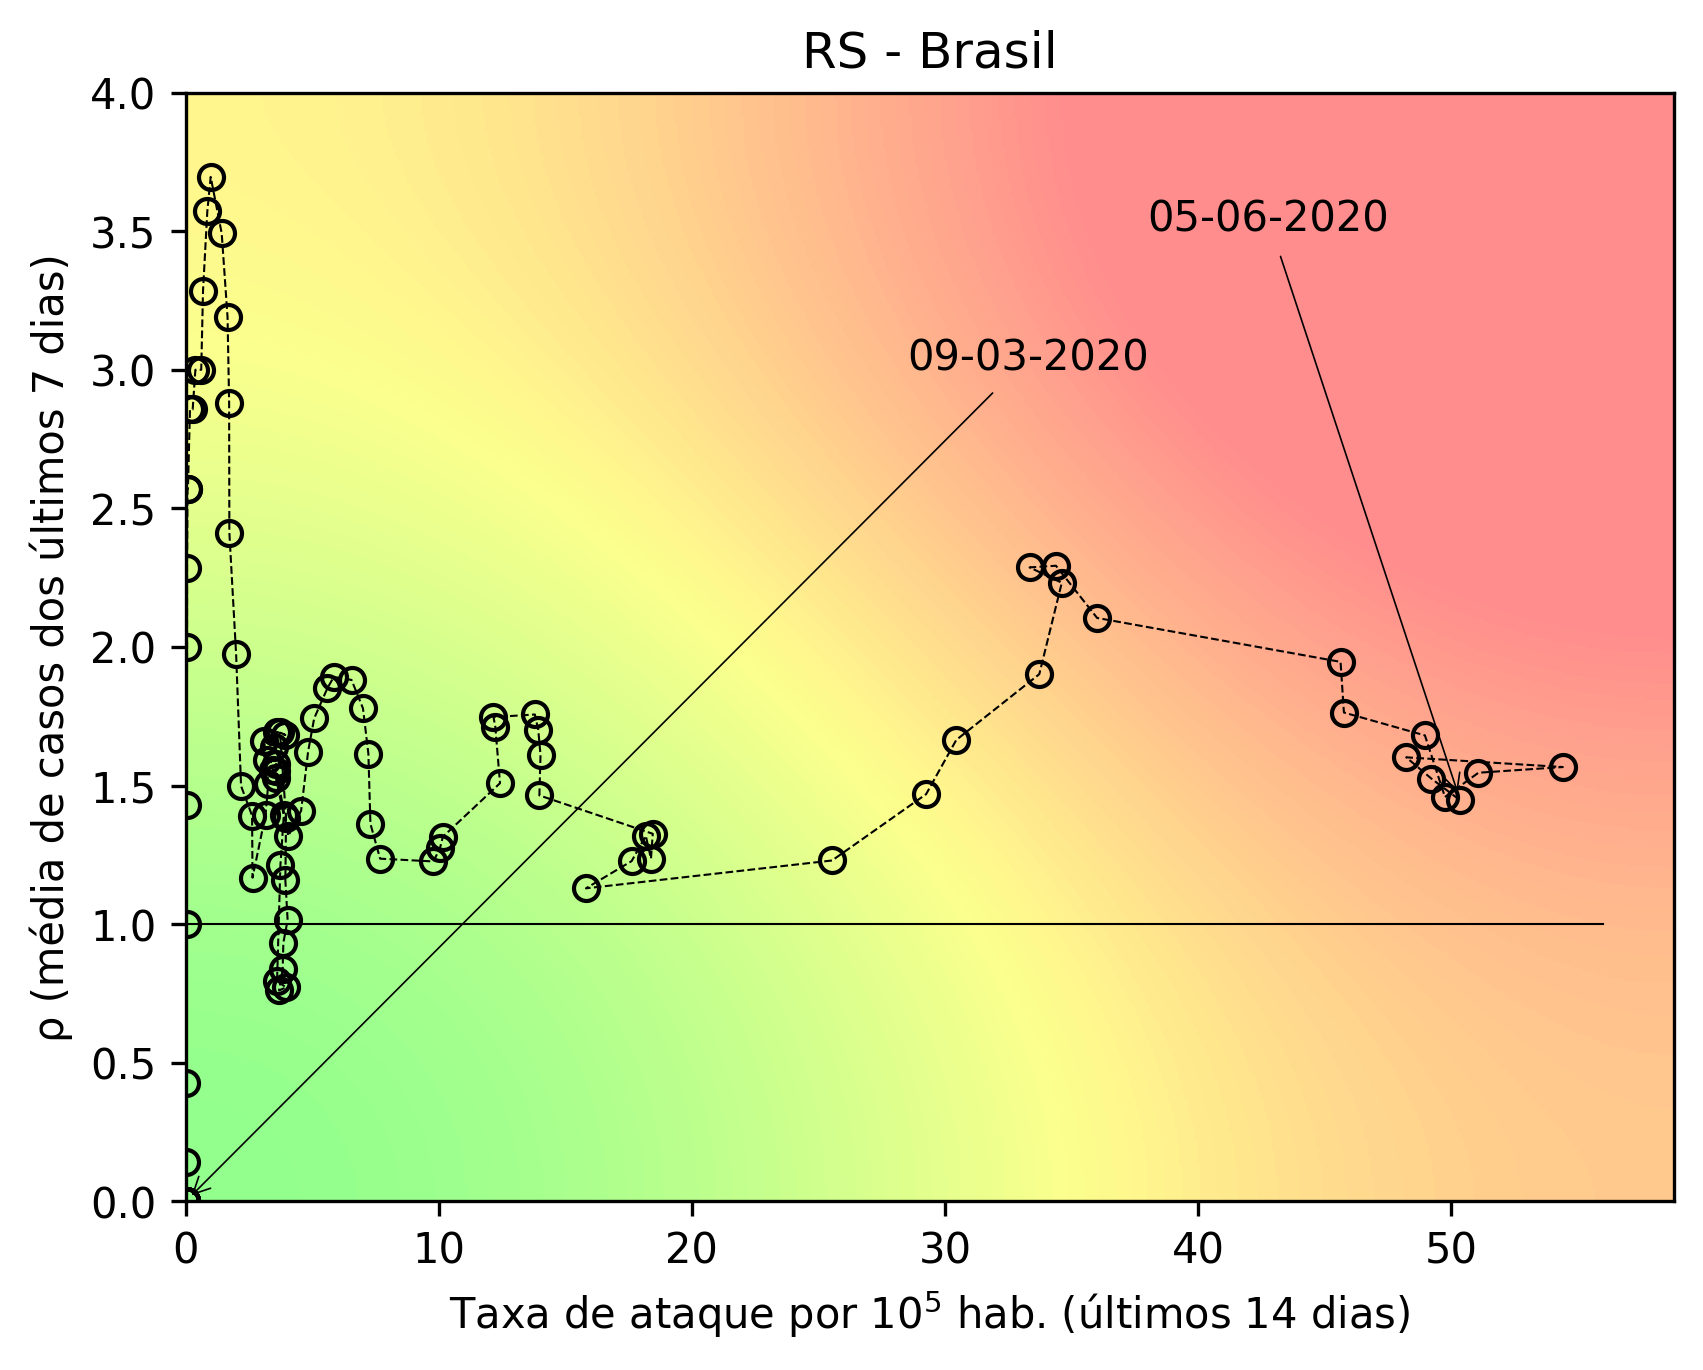 RS - Brasil
4.0
3.5
3.0
2.5
2.0
1.5
1.0
0.5
0.0
ρ (média de casos dos últimos 7 dias)
05-06-2020
09-03-2020
0 10 20 30 40 50
Taxa de ataque por 10⁵ hab. (últimos 14 dias)